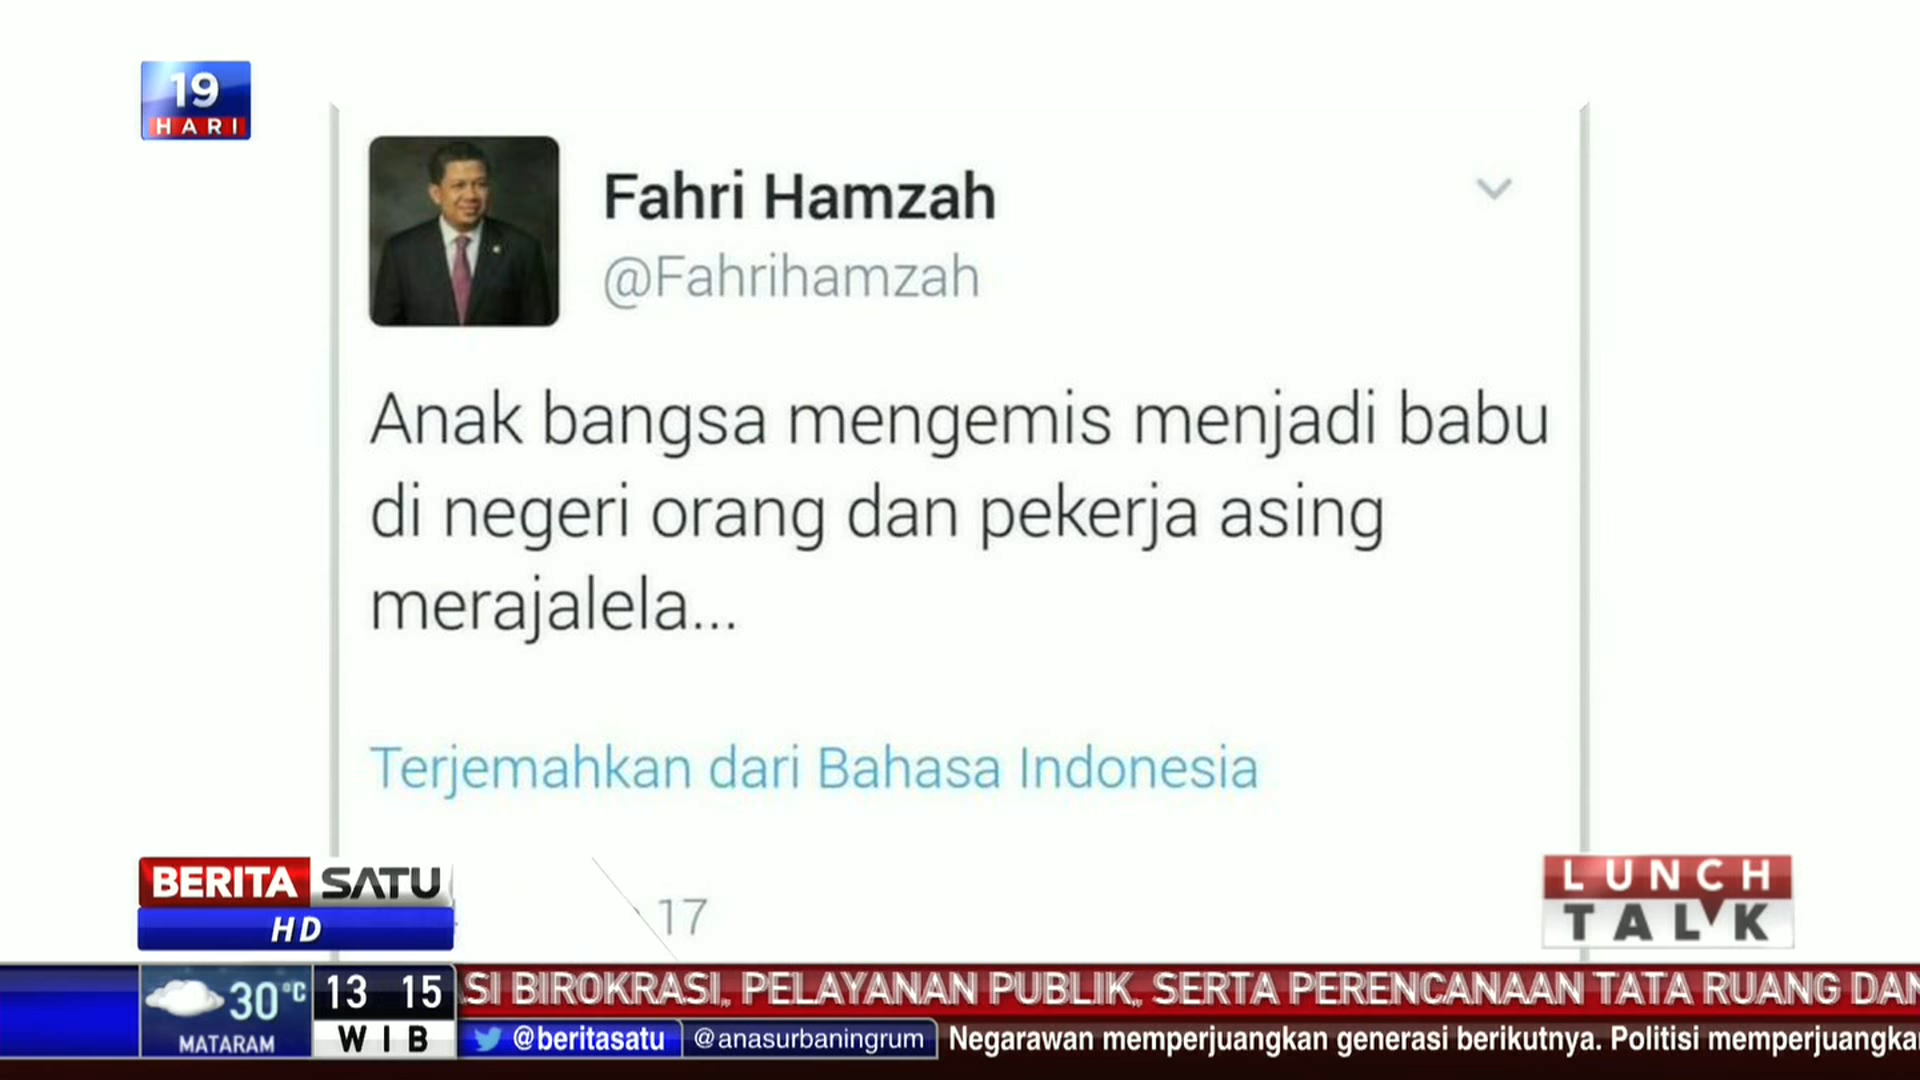 19
HARI
Fahri Hamzah
@Fahrihamzah
Anak bangsa mengemis menjadi babu
di negeri orang dan pekerja asing
merajalela...
Terjemahkan dari Bahasa Indonesia
17
BERITA SATU
HD
LUNCH
TALK
30°C
MATARAM
13 15
WIB
SI BIROKRASI, PELAYANAN PUBLIK, SERTA PERENCANAAN TATA RUANG DAN
@beritasatu
@anasurbaningrum
Negarawan memperjuangkan generasi berikutnya. Politisi memperjuangka